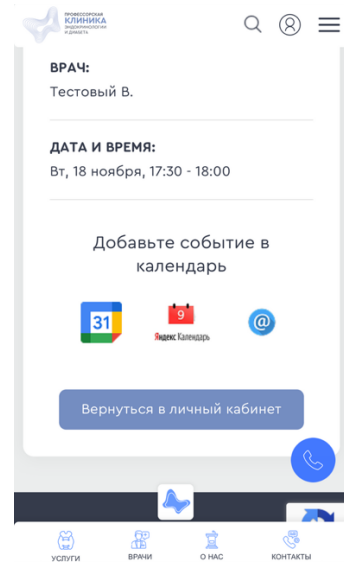 ПРОФЕССОРСКАЯ
КЛИНИКА
ЭНДОКРИНОЛОГИИ
И ДИАБЕТА
ВРАЧ:
Тестовый В.
ДАТА И ВРЕМЯ:
Вт, 18 ноября, 17:30 - 18:00
Добавьте событие в
календарь
31
9
Яндекс Календарь
@
Вернуться в личный кабинет
УСЛУГИ
ВРАЧИ
О НАС
КОНТАКТЫ